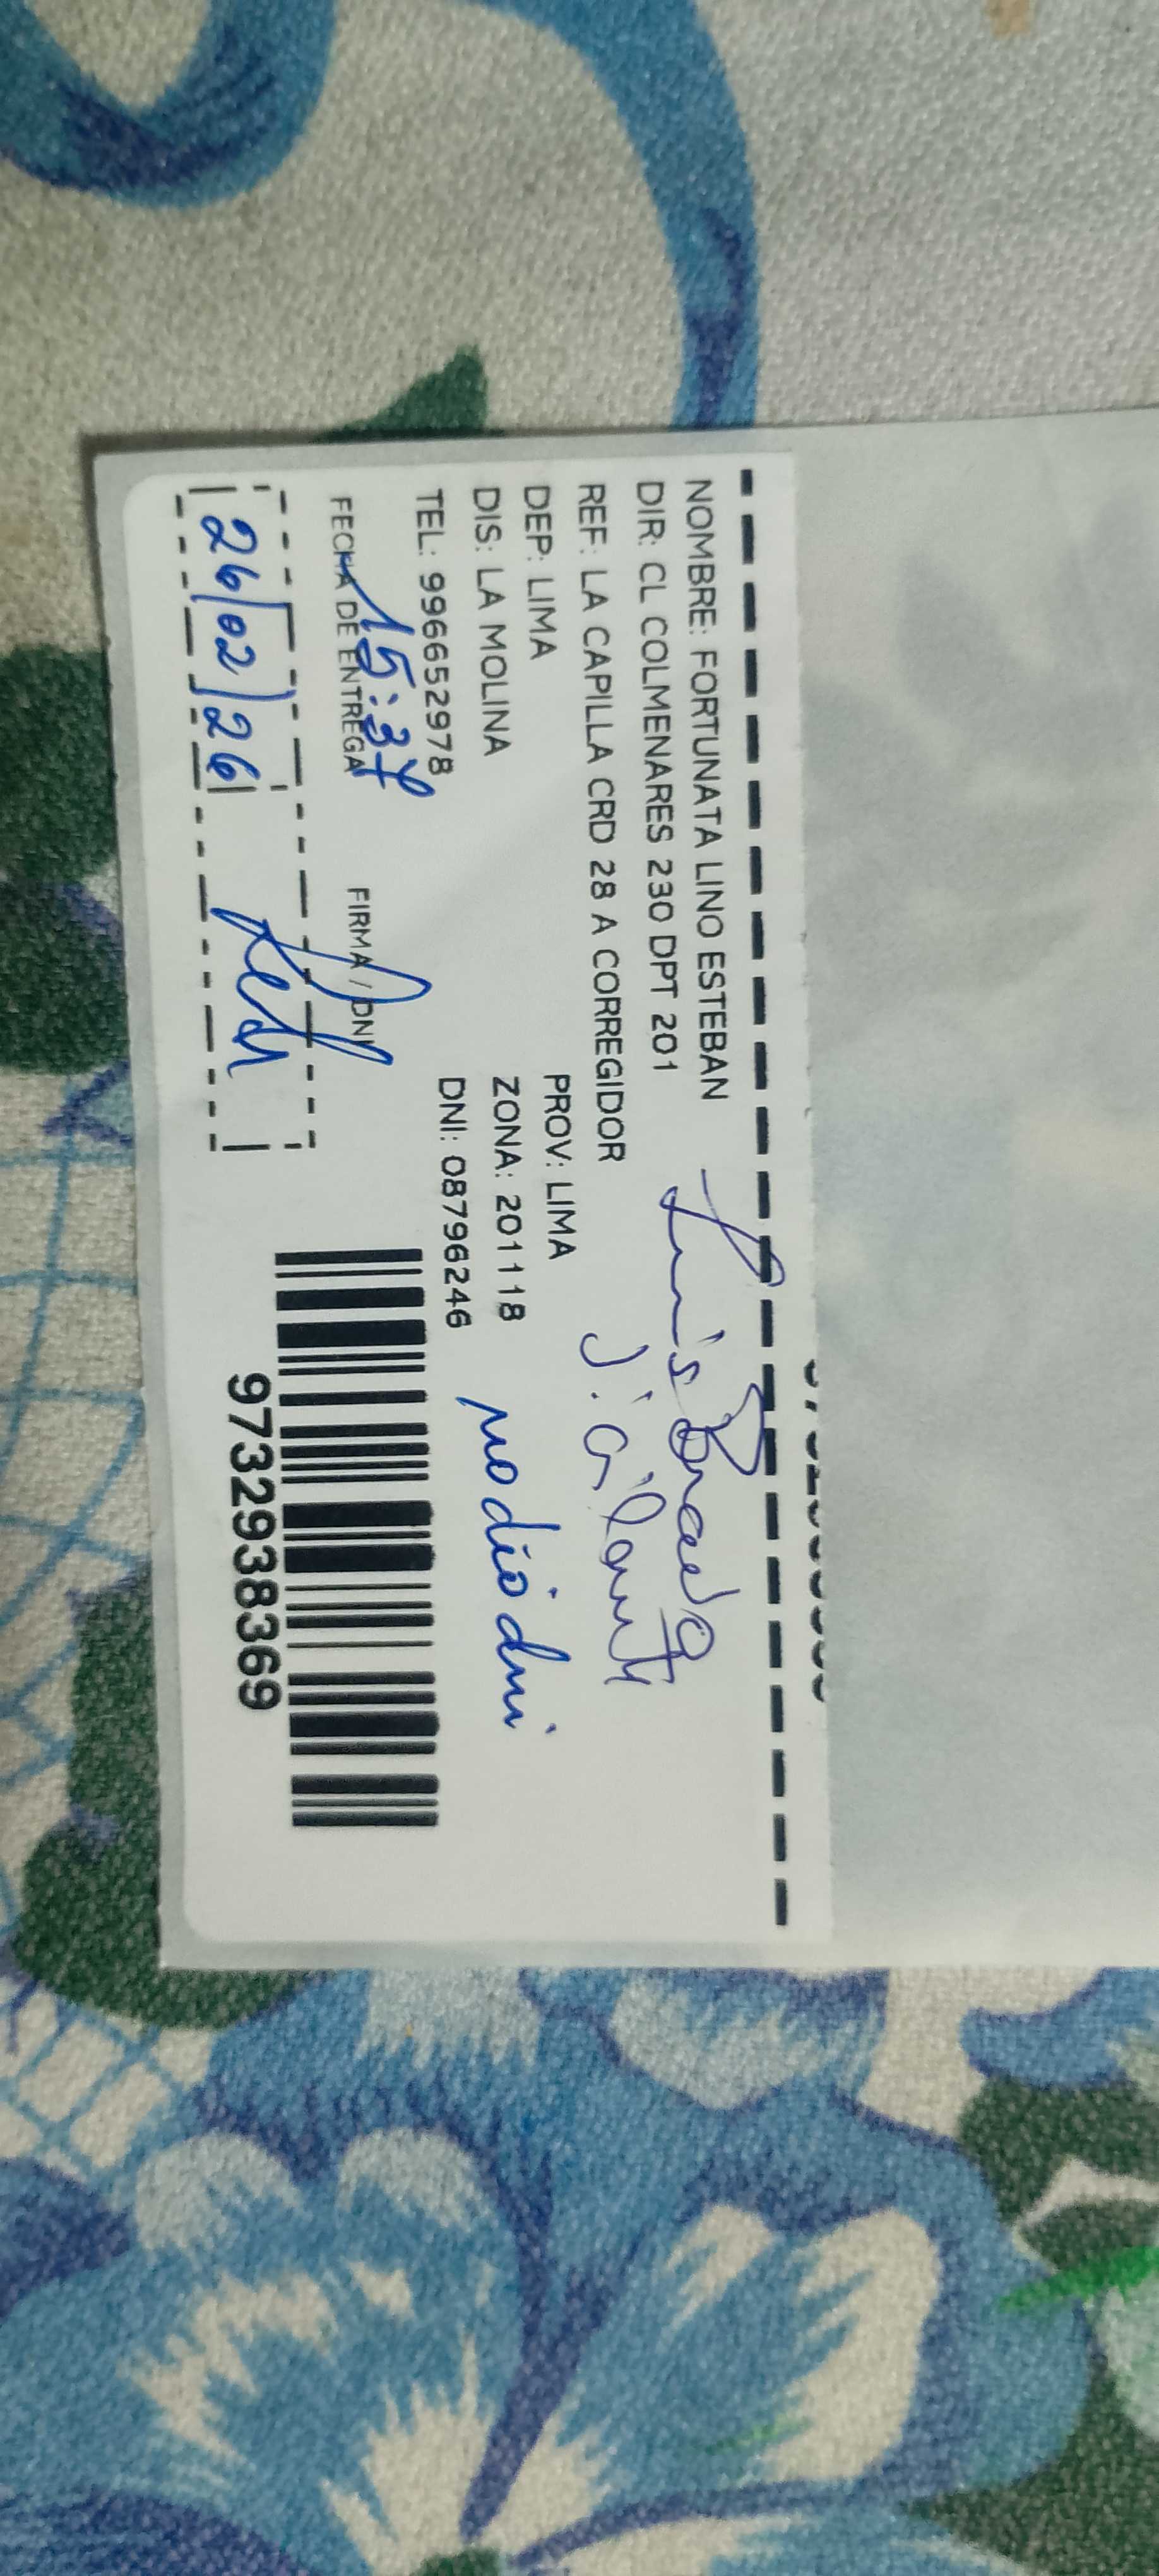 NOMBRE: FORTUNATA LINO ESTEBAN
DIR: CL COLMENARES 230 DPT 201
REF: LA CAPILLA CRD 28 A CORREGIDOR
DEP: LIMA PROV: LIMA
DIS: LA MOLINA ZONA: 201118
TEL: 996652978 DNI: 08796246
no dio dni
15:37
FECHA DE ENTREGA FIRMA / DNI
26/02/26
9732938369